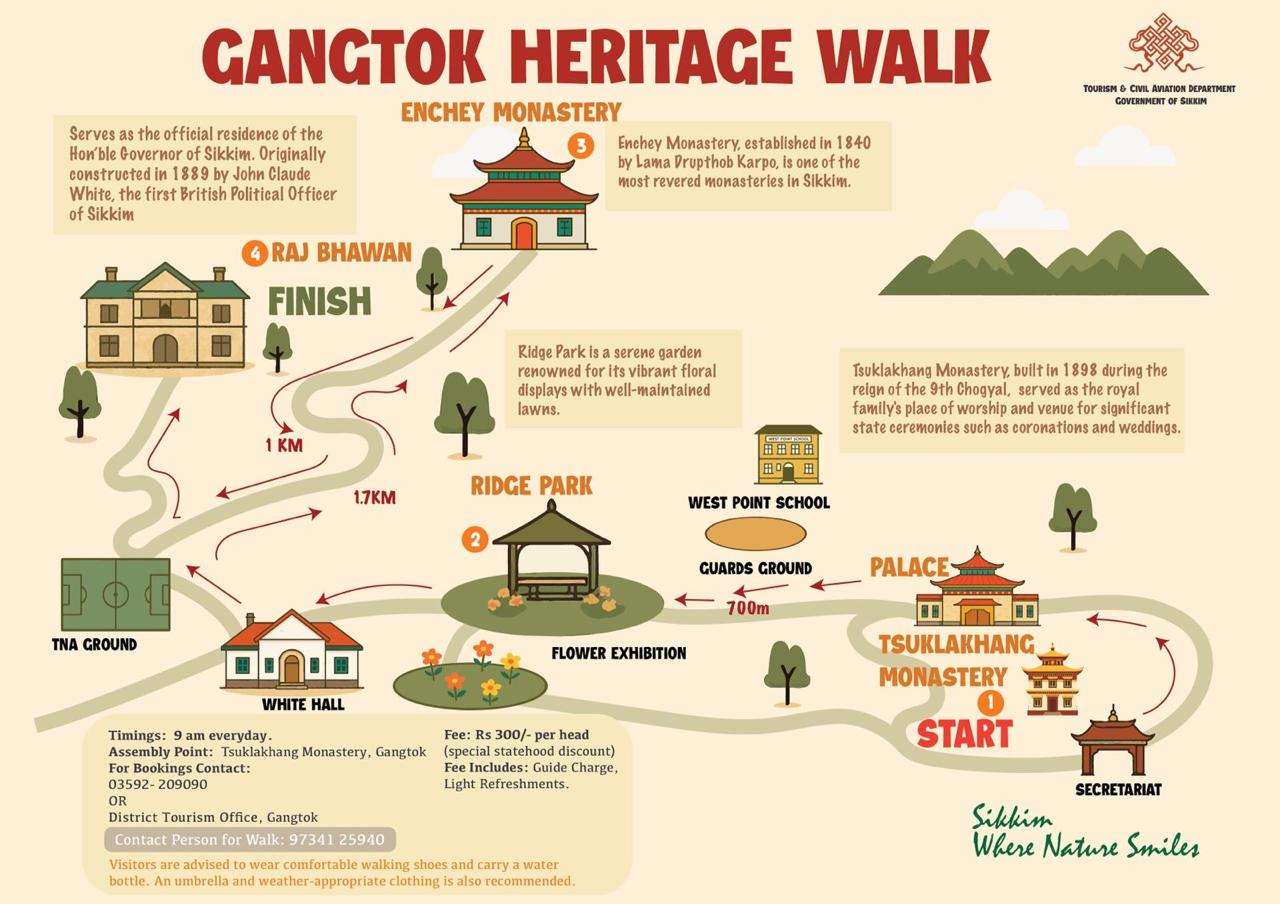 GANGTOK HERITAGE WALK
TOURISM & CIVIL AVIATION DEPARTMENT
GOVERNMENT OF SIKKIM
ENCHEY MONASTERY
3
Enchey Monastery, established in 1840
by Lama Drupthob Karpo, is one of the
most revered monasteries in Sikkim.
Serves as the official residence of the
Hon'ble Governor of Sikkim. Originally
constructed in 1889 by John Claude
White, the first British Political Officer
of Sikkim
4 RAJ BHAWAN
FINISH
Ridge Park is a serene garden
renowned for its vibrant floral
displays with well-maintained
lawns.
Tsuklakhang Monastery, built in 1898 during the
reign of the 9th Chogyal, served as the royal
family's place of worship and venue for significant
state ceremonies such as coronations and weddings.
1 KM
1.7KM
RIDGE PARK
2
WEST POINT SCHOOL
WEST POINT SCHOOL
GUARDS GROUND
700m
PALACE
TSUKLAKHANG
MONASTERY
1
START
TNA GROUND
FLOWER EXHIBITION
WHITE HALL
SECRETARIAT
Timings: 9 am everyday.
Assembly Point: Tsuklakhang Monastery, Gangtok
For Bookings Contact:
03592- 209090
OR
District Tourism Office, Gangtok
Contact Person for Walk: 97341 25940
Fee: Rs 300/- per head
(special statehood discount)
Fee Includes: Guide Charge,
Light Refreshments.
Visitors are advised to wear comfortable walking shoes and carry a water
bottle. An umbrella and weather-appropriate clothing is also recommended.
Sikkim
Where Nature Smiles